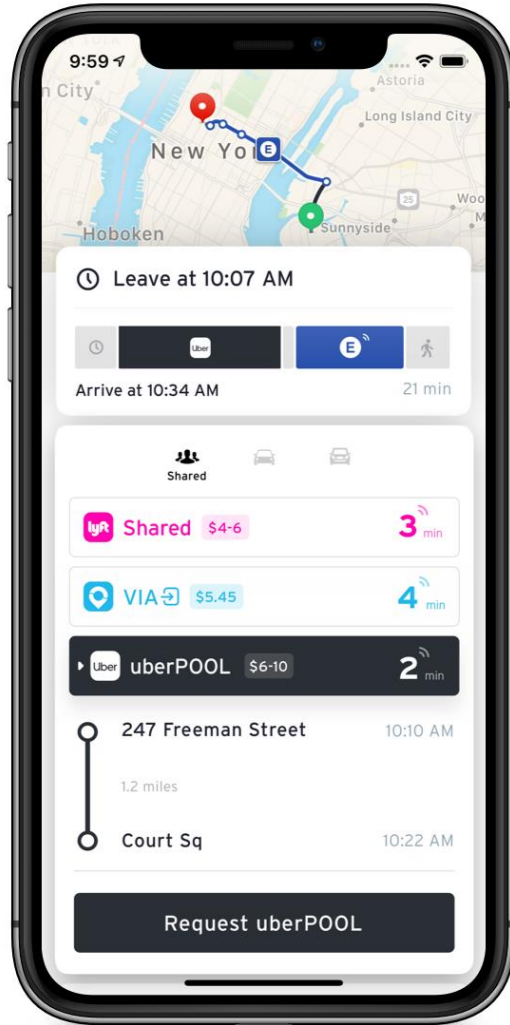 9:59
Astoria
n City
Long Island City
New Yo
E
25
Woo
M
Sunnyside
Hoboken
Leave at 10:07 AM
Uber
E
Arrive at 10:34 AM
21 min
Shared
lyft Shared $4-6 3 min
VIA $5.45 4 min
Uber uberPOOL $6-10 2 min
247 Freeman Street 10:10 AM
1.2 miles
Court Sq 10:22 AM
Request uberPOOL